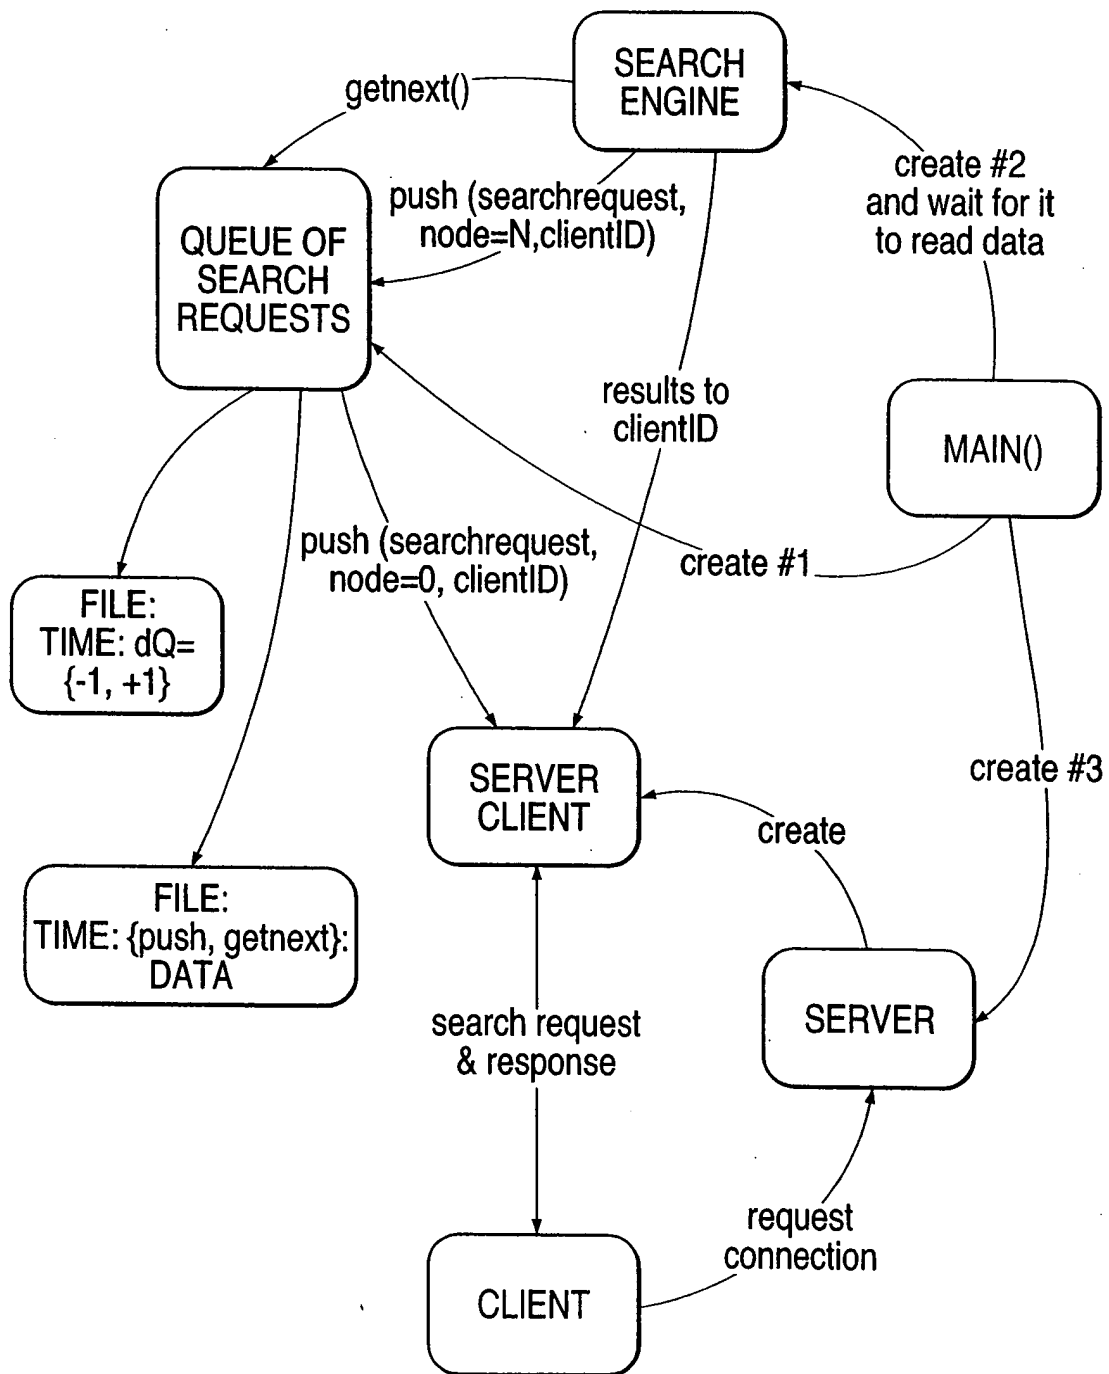 SEARCH
ENGINE
getnext()
create #2
and wait for it
to read data
push (searchrequest,
node=N,clientID)
QUEUE OF
SEARCH
REQUESTS
results to
clientID
MAIN()
push (searchrequest,
node=0, clientID)
create #1
FILE:
TIME: dQ=
{-1, +1}
create #3
SERVER
CLIENT
create
FILE:
TIME: {push, getnext}:
DATA
SERVER
search request
& response
request
connection
CLIENT